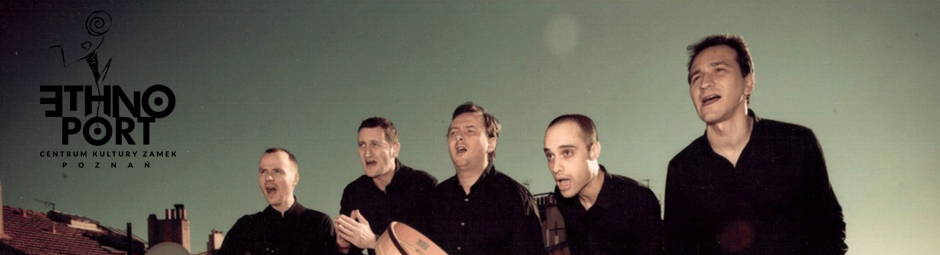 ETHNO
PORT
CENTRUM KULTURY ZAMEK
POZNAŃ